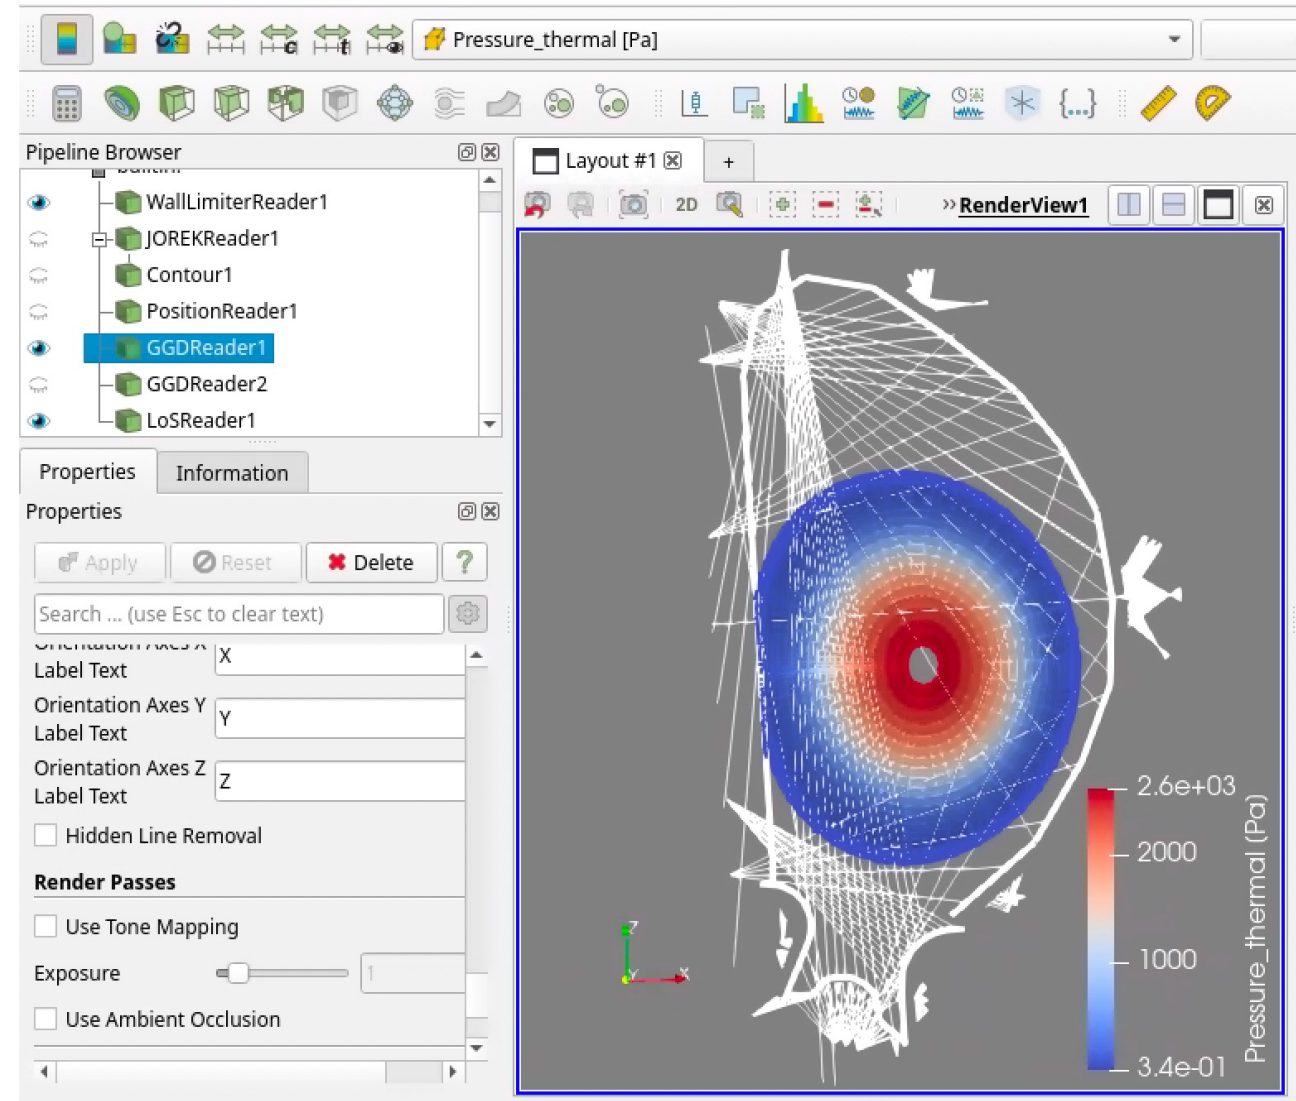 Pressure_thermal [Pa]
c
t
{...}
Pipeline Browser
builtin:
WallLimiterReader1
JOREKReader1
Contour1
PositionReader1
GGDReader1
GGDReader2
LoSReader1
Properties
Information
Properties
Apply
Reset
Delete
?
Search ... (use Esc to clear text)
Orientation Axes X
Label Text
X
Orientation Axes Y
Label Text
Y
Orientation Axes Z
Label Text
Z
Hidden Line Removal
Render Passes
Use Tone Mapping
Exposure
1
Use Ambient Occlusion
Layout #1
+
2D
RenderView1
Z
Y
X
2.6e+03
2000
1000
3.4e-01
Pressure_thermal (Pa)